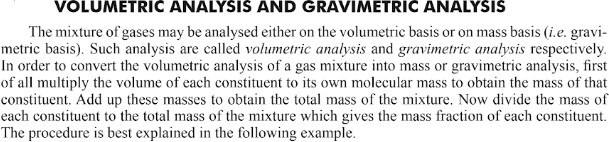 VOLUMETRIC ANALYSIS AND GRAVIMETRIC ANALYSIS
The mixture of gases may be analysed either on the volumetric basis or on mass basis (i.e. gravi-
metric basis). Such analysis are called volumetric analysis and gravimetric analysis respectively.
In order to convert the volumetric analysis of a gas mixture into mass or gravimetric analysis, first
of all multiply the volume of each constituent to its own molecular mass to obtain the mass of that
constituent. Add up these masses to obtain the total mass of the mixture. Now divide the mass of
each constituent to the total mass of the mixture which gives the mass fraction of each constituent.
The procedure is best explained in the following example.